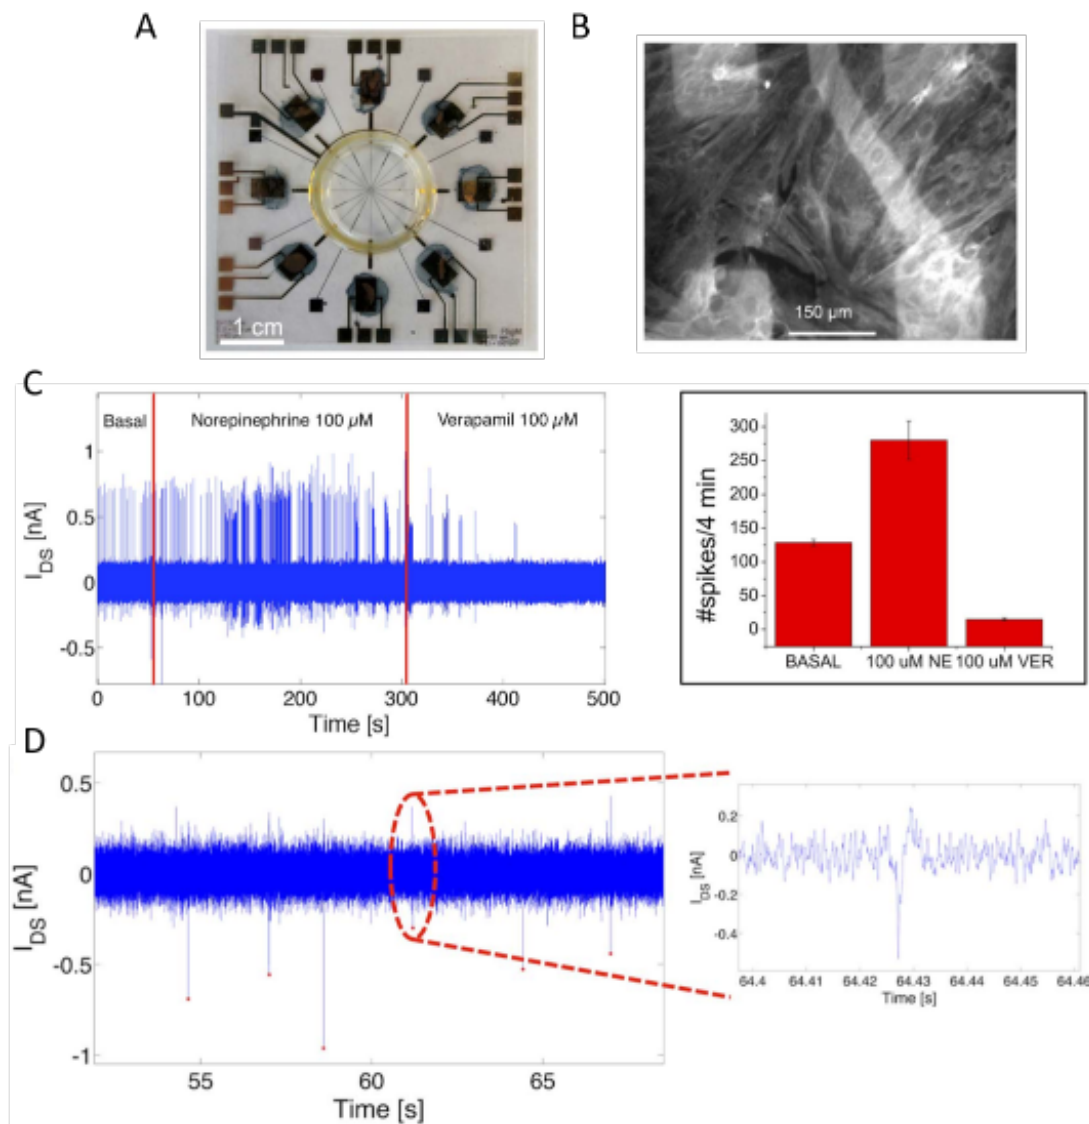 A
B
1 cm
150 µm
C
Basal
Norepinephrine 100 µM
Verapamil 100 µM
1
0.5
0
-0.5
I_DS [nA]
0
100
200
300
400
500
Time [s]
300
250
200
150
100
50
0
#spikes/4 min
BASAL
100 uM NE
100 uM VER
D
0.5
0
-0.5
-1
I_DS [nA]
55
60
65
Time [s]
0.2
0
-0.2
-0.4
I_DS [nA]
64.4
64.41
64.42
64.43
64.44
64.45
64.46
Time [s]